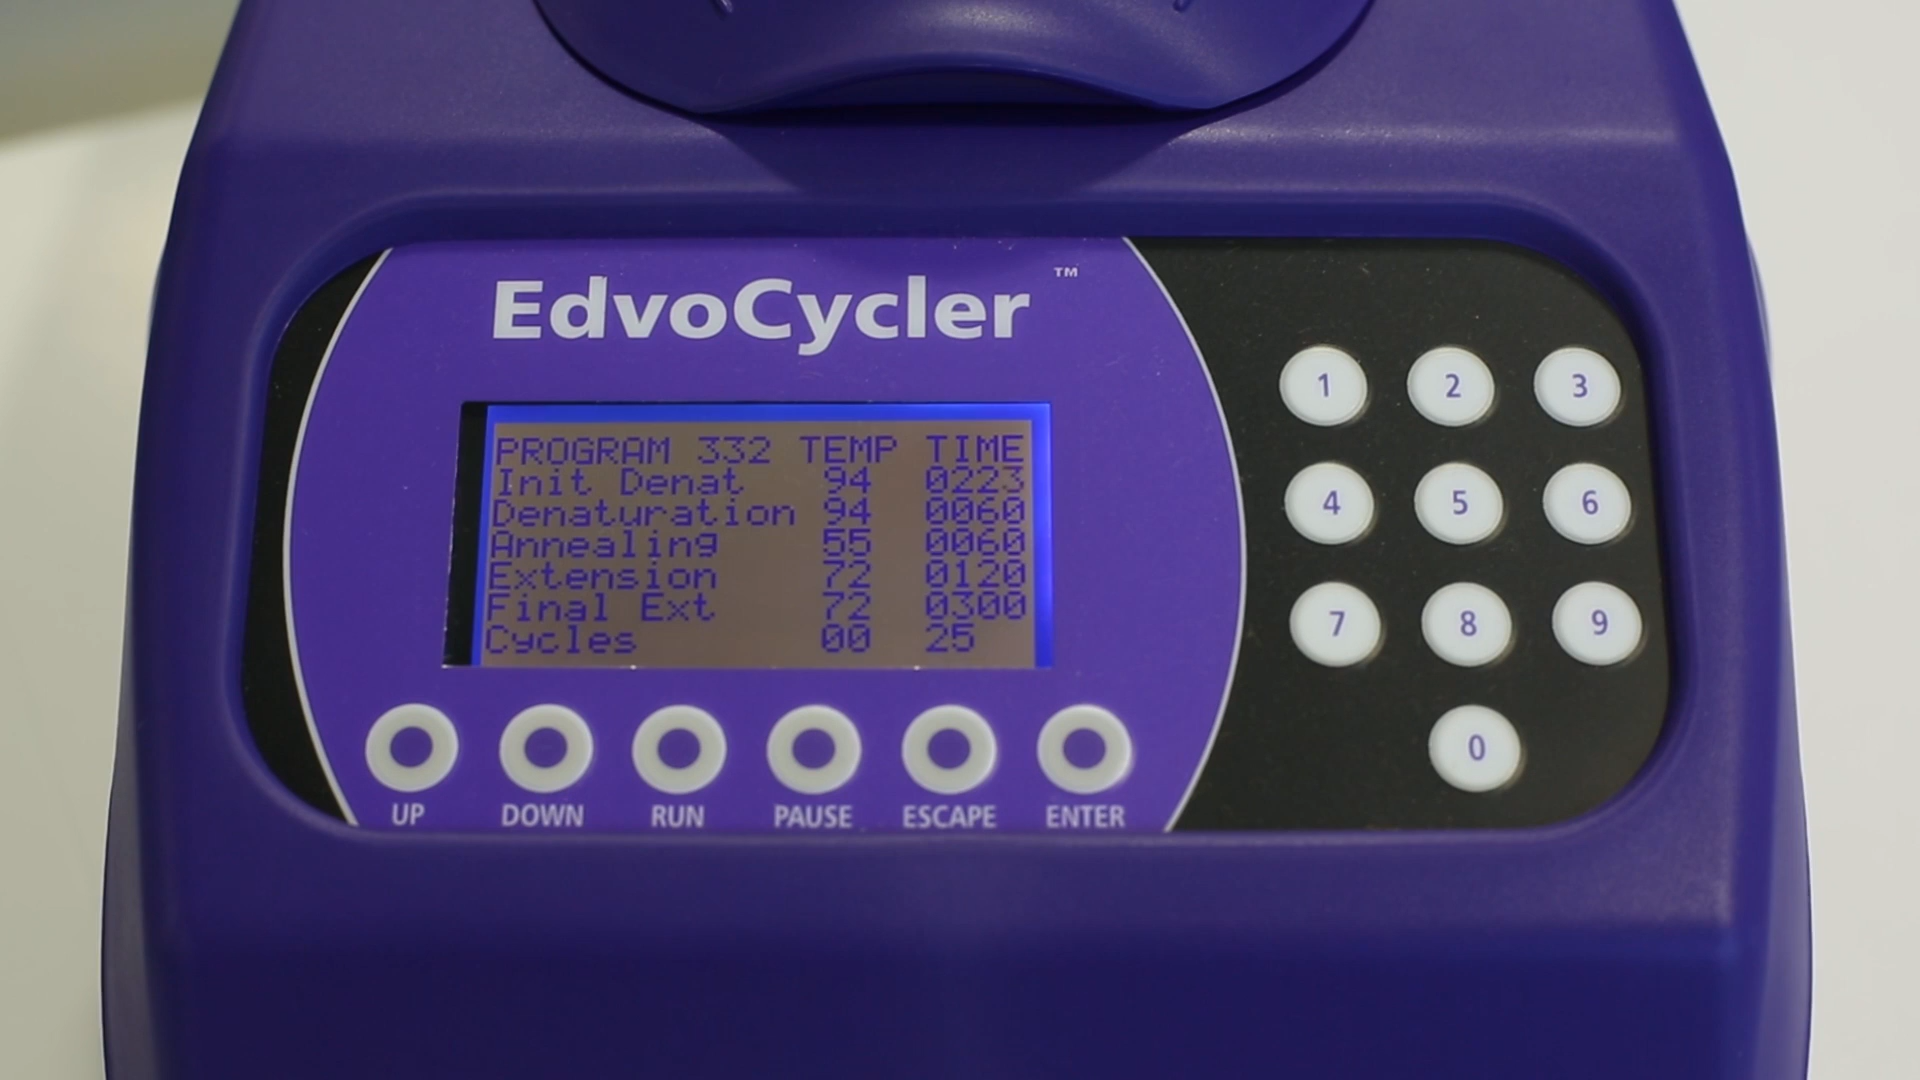 EdvoCycler™
PROGRAM 332 TEMP TIME
Init Denat 94 0223
Denaturation 94 0060
Annealing 55 0060
Extension 72 0120
Final Ext 72 0300
Cycles 00 25
UP DOWN RUN PAUSE ESCAPE ENTER
1 2 3
4 5 6
7 8 9
0